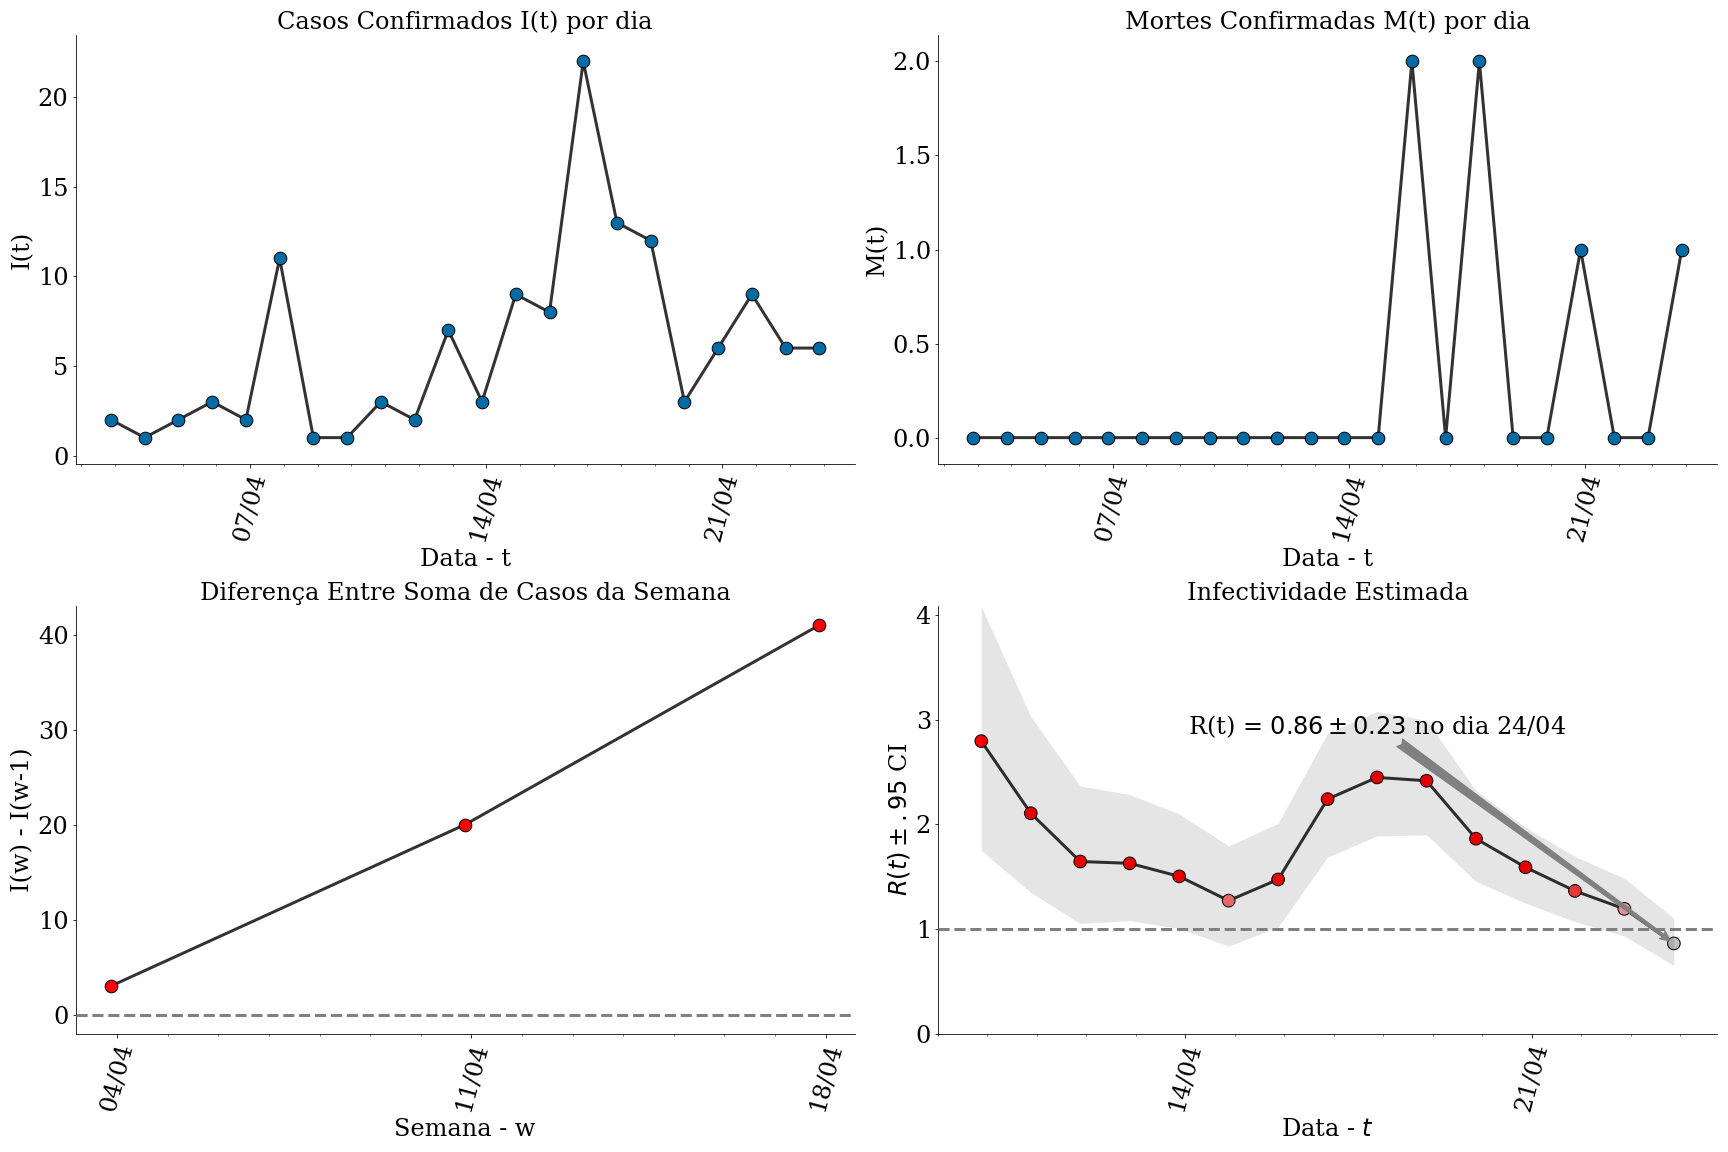 Casos Confirmados I(t) por dia
I(t)
20
15
10
5
0
07/04
14/04
21/04
Data - t
Mortes Confirmadas M(t) por dia
M(t)
2.0
1.5
1.0
0.5
0.0
07/04
14/04
21/04
Data - t
Diferença Entre Soma de Casos da Semana
I(w) - I(w-1)
40
30
20
10
0
04/04
11/04
18/04
Semana - w
Infectividade Estimada
R(t) ± .95 CI
4
3
2
1
0
R(t) = 0.86 ± 0.23 no dia 24/04
14/04
21/04
Data - t